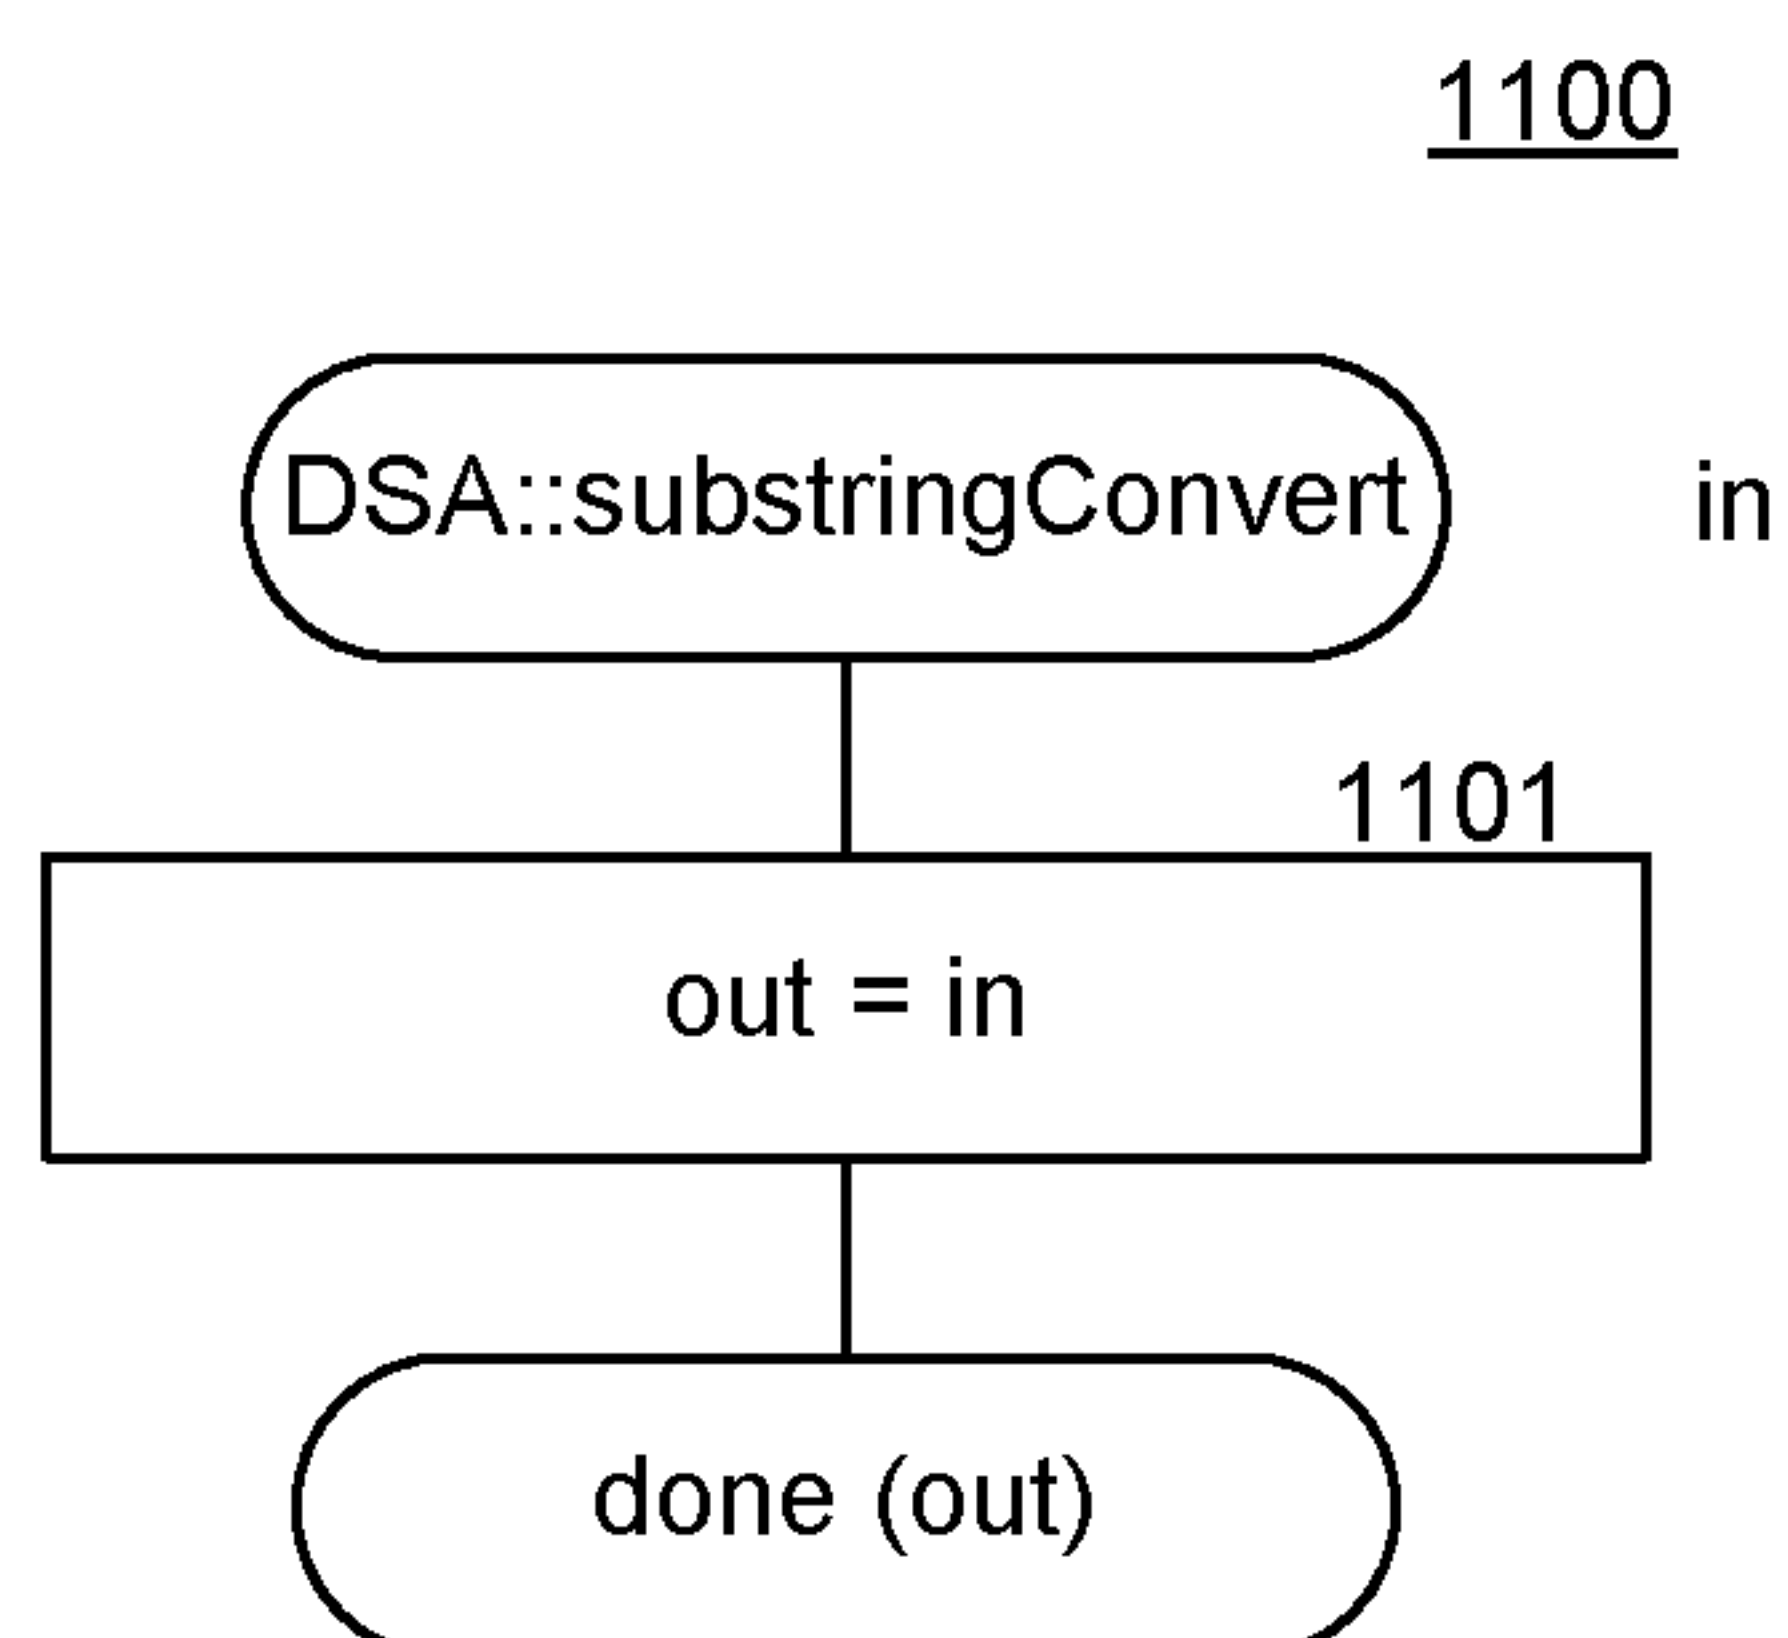 1100
DSA::substringConvert in
1101
out = in
done (out)